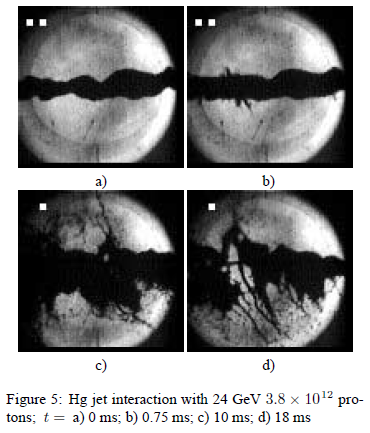 a)
b)
c)
d)
Figure 5: Hg jet interaction with 24 GeV 3.8 × 10¹² pro-
tons; t = a) 0 ms; b) 0.75 ms; c) 10 ms; d) 18 ms